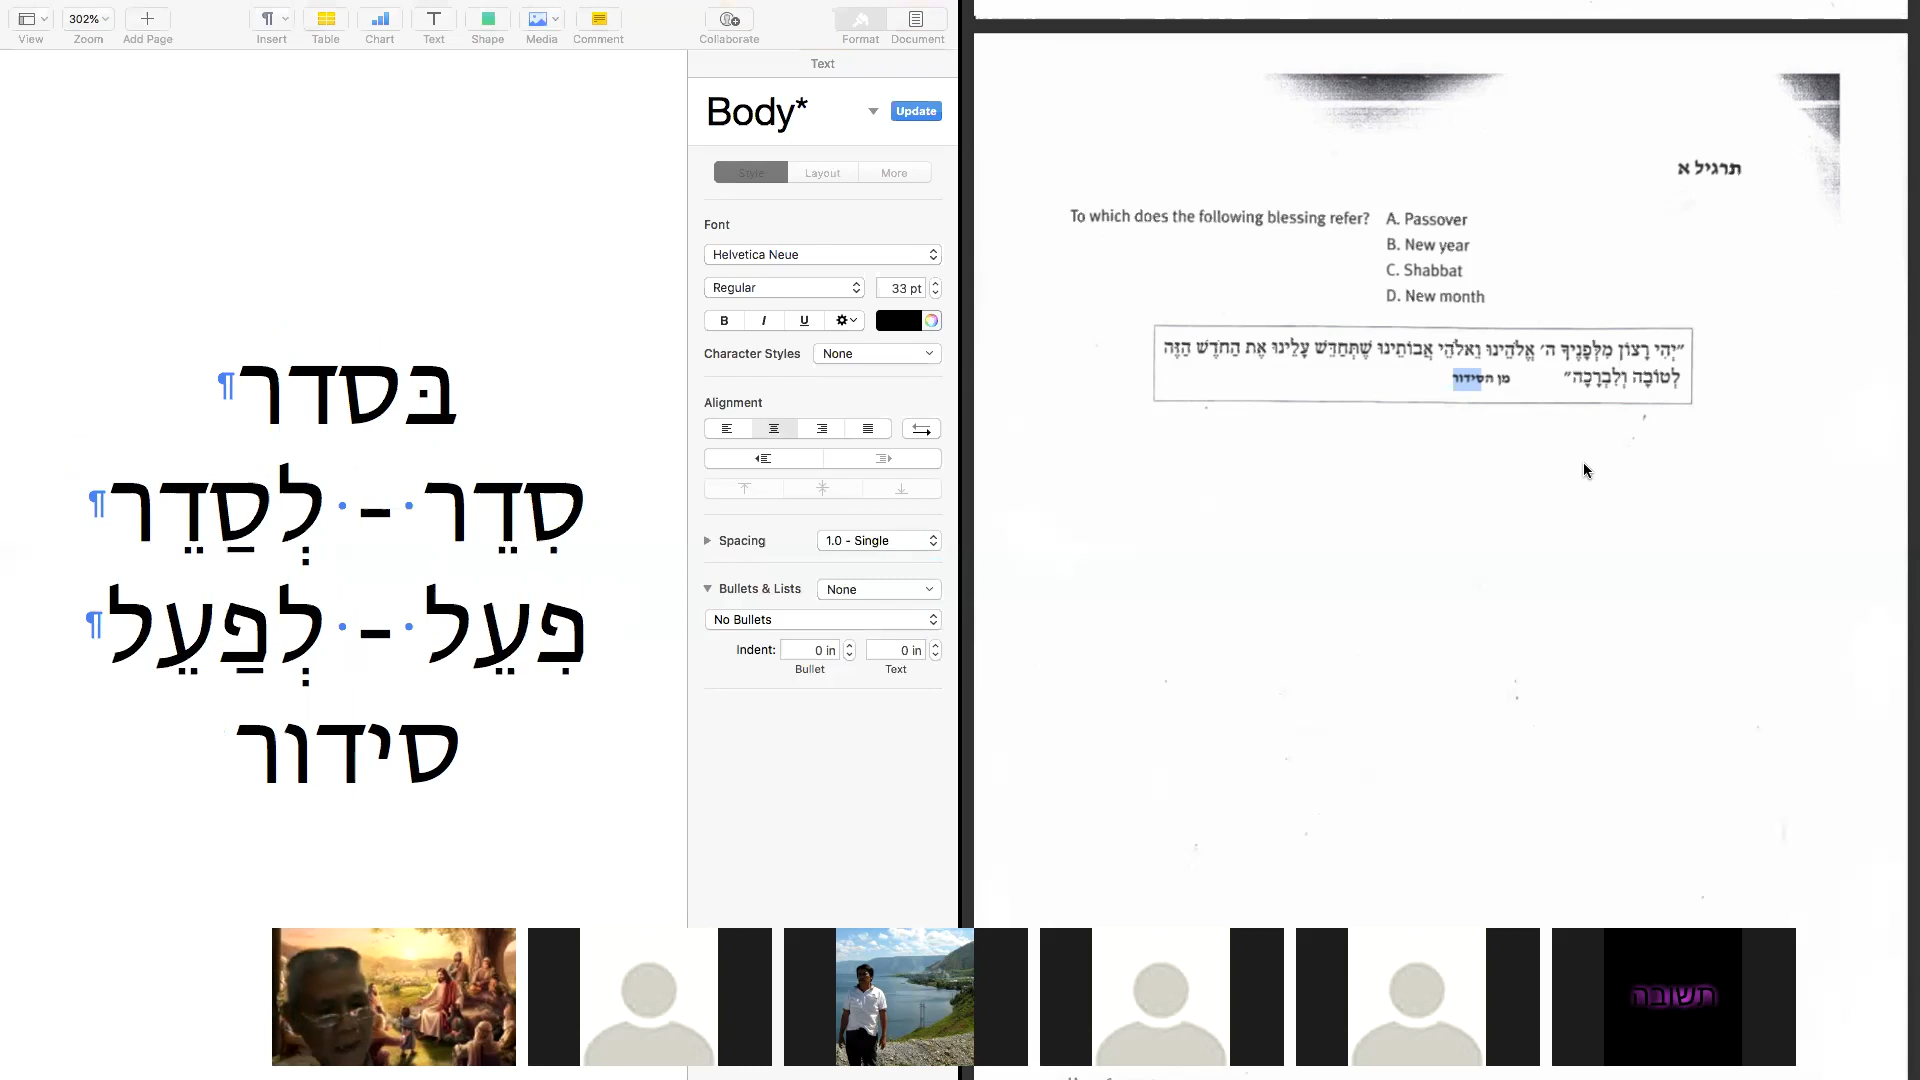 View
302%
Zoom
Add Page
Insert
Table
Chart
Text
Shape
Media
Comment
Collaborate
Format
Document
בּסדר¶
סִדֵר · - · לְסַדֵר¶
פִעֵל · - · לְפַעֵל¶
סידור
Text
Body*
Update
Style
Layout
More
Font
Helvetica Neue
Regular
33 pt
B
I
U
Character Styles
None
Alignment
Spacing
1.0 - Single
Bullets & Lists
None
No Bullets
Indent:
0 in
0 in
Bullet
Text
תרגיל א
To which does the following blessing refer?
A. Passover
B. New year
C. Shabbat
D. New month
״יְהִי רָצוֹן מִלְּפָנֶיךָ ה׳ אֱלֹהֵינוּ וֵאלֹהֵי אֲבוֹתֵינוּ שֶׁתְּחַדֵּשׁ עָלֵינוּ אֶת הַחֹדֶשׁ הַזֶּה
לְטוֹבָה וְלִבְרָכָה״ מן הסידור
תשובה